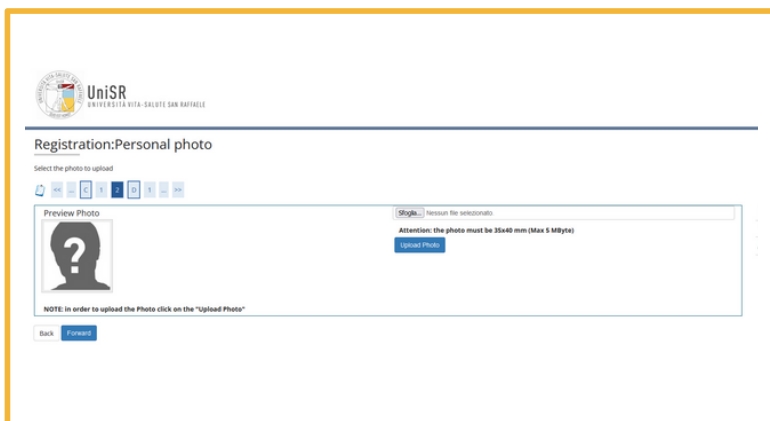 UniSR
UNIVERSITÀ VITA-SALUTE SAN RAFFAELE
Registration:Personal photo
Select the photo to upload
<< ... C 1 2 D 1 ... >>
Preview Photo
Sfoglia... Nessun file selezionato.
Attention: the photo must be 35x40 mm (Max 5 MByte)
Upload Photo
?
NOTE: in order to upload the Photo click on the "Upload Photo"
Back Forward